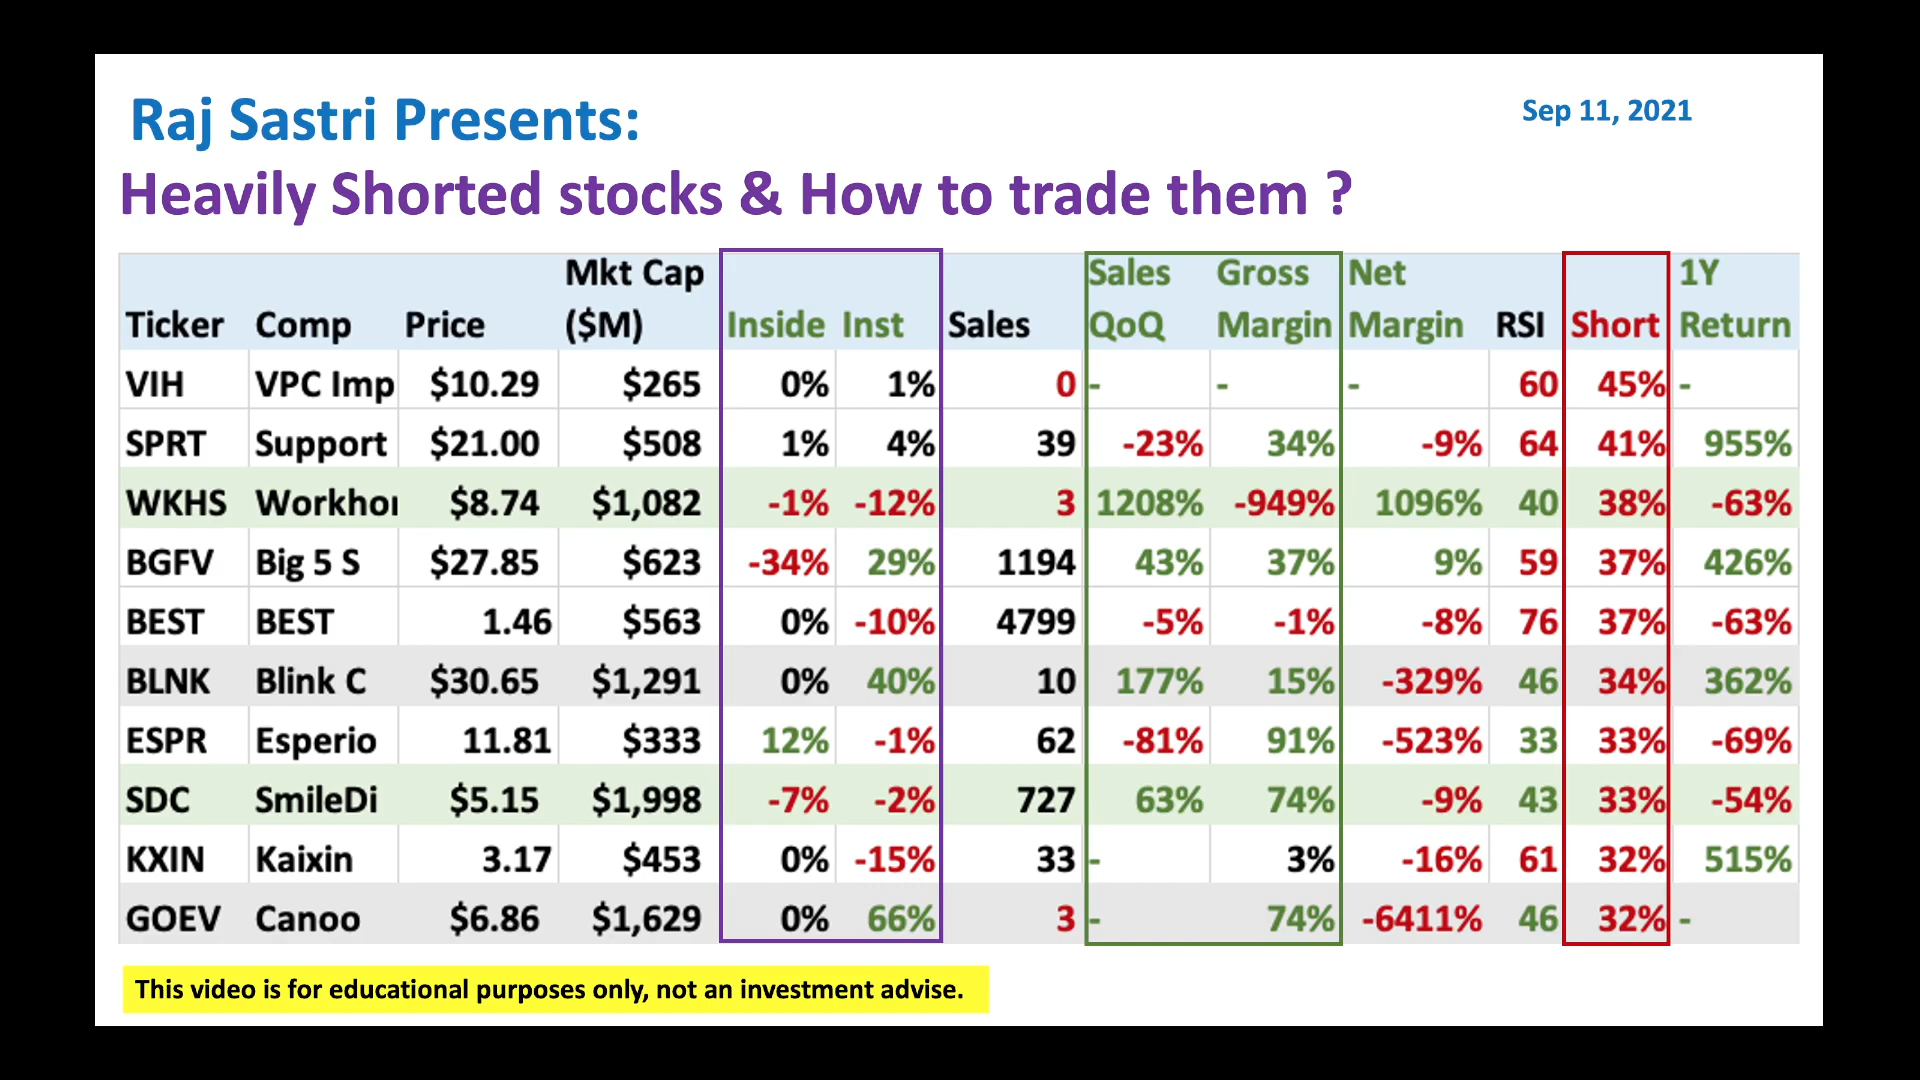 Raj Sastri Presents:
Sep 11, 2021
Heavily Shorted stocks & How to trade them ?
Ticker Comp Price Mkt Cap ($M) Inside Inst Sales Sales QoQ Gross Margin Net Margin RSI Short 1Y Return
VIH VPC Imp $10.29 $265 0% 1% 0 - - - 60 45% -
SPRT Support $21.00 $508 1% 4% 39 -23% 34% -9% 64 41% 955%
WKHS Workhor $8.74 $1,082 -1% -12% 3 1208% -949% 1096% 40 38% -63%
BGFV Big 5 S $27.85 $623 -34% 29% 1194 43% 37% 9% 59 37% 426%
BEST BEST 1.46 $563 0% -10% 4799 -5% -1% -8% 76 37% -63%
BLNK Blink C $30.65 $1,291 0% 40% 10 177% 15% -329% 46 34% 362%
ESPR Esperio 11.81 $333 12% -1% 62 -81% 91% -523% 33 33% -69%
SDC SmileDi $5.15 $1,998 -7% -2% 727 63% 74% -9% 43 33% -54%
KXIN Kaixin 3.17 $453 0% -15% 33 - 3% -16% 61 32% 515%
GOEV Canoo $6.86 $1,629 0% 66% 3 - 74% -6411% 46 32% -
This video is for educational purposes only, not an investment advise.